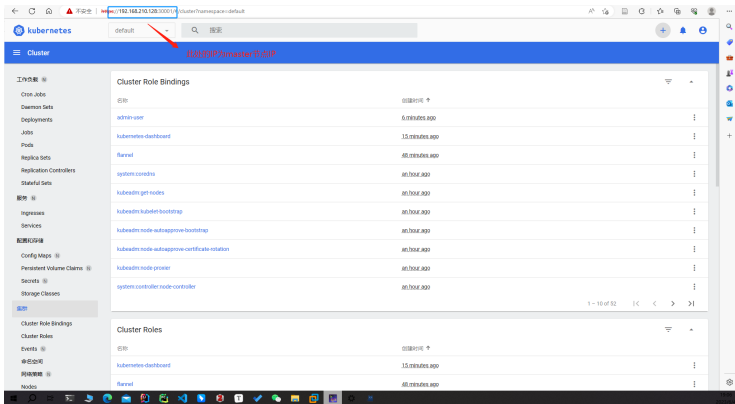 不安全 | https://192.168.210.128:30001/#/cluster?namespace=default
kubernetes
default
搜索
Cluster
工作负载 N
Cron Jobs
Daemon Sets
Deployments
Jobs
Pods
Replica Sets
Replication Controllers
Stateful Sets
服务 N
Ingresses
Services
配置和存储
Config Maps N
Persistent Volume Claims N
Secrets N
Storage Classes
集群
Cluster Role Bindings
Cluster Roles
Events N
命名空间
网络策略 N
Nodes
Cluster Role Bindings
名称 创建时间 ↑
admin-user 6 minutes ago
kubernetes-dashboard 15 minutes ago
flannel 48 minutes ago
system:coredns an hour ago
kubeadm:get-nodes an hour ago
kubeadm:kubelet-bootstrap an hour ago
kubeadm:node-autoapprove-bootstrap an hour ago
kubeadm:node-autoapprove-certificate-rotation an hour ago
kubeadm:node-proxier an hour ago
system:controller:node-controller an hour ago
1 – 10 of 52
Cluster Roles
名称 创建时间 ↑
kubernetes-dashboard 15 minutes ago
flannel 48 minutes ago